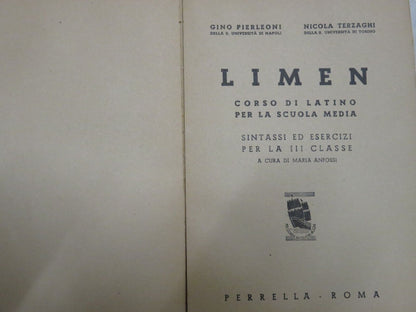 GINO PIERLEONI
DELLA R. UNIVERSITÀ DI NAPOLI
NICOLA TERZAGHI
DELLA R. UNIVERSITÀ DI TORINO
LIMEN
CORSO DI LATINO
PER LA SCUOLA MEDIA
SINTASSI ED ESERCIZI
PER LA III CLASSE
A CURA DI MARIA ANFOSSI
PERRELLA - ROMA